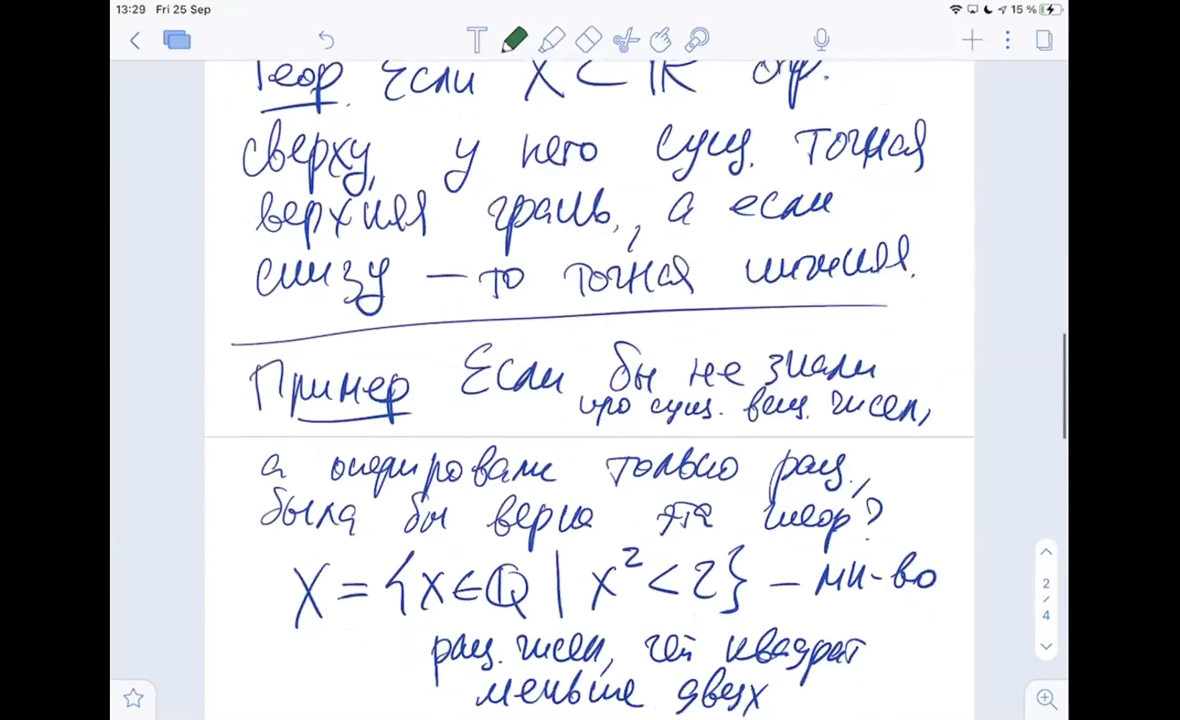 13:29 Fri 25 Sep
15 %
T
Теор. Если X ⊂ ℝ огр.
сверху, у него сущ. точная
верхняя грань, а если
снизу – то точная нижняя.
Пример Если бы не знали
про сущ. вещ. чисел,
а оперировали только рац.,
была бы верна эта теор?
X = {x ∈ ℚ | x² < 2} – мн-во
рац. чисел, чей квадрат
меньше двух
2
/
4